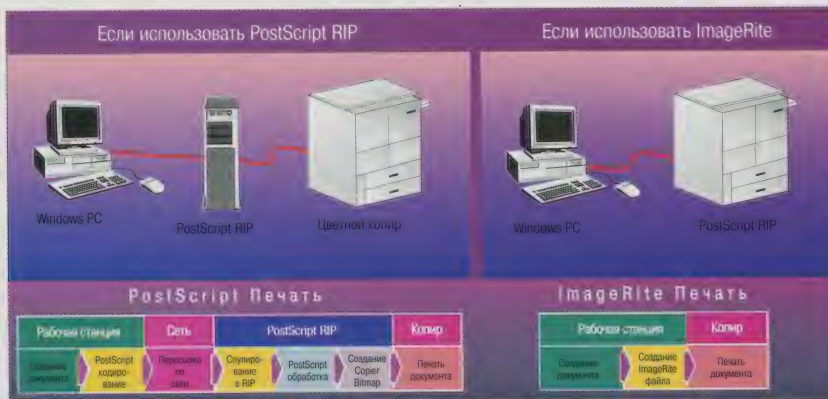 Если использовать PostScript RIP
Если использовать ImageRite
Windows PC
PostScript RIP
Цветной копир
Windows PC
PostScript RIP
PostScript Печать
ImageRite Печать
Рабочая станция
Сеть
PostScript RIP
Копир
Создание
документа
PostScript
кодиро-
вание
Пересылка
по
сети
Спулиро-
вание
в RIP
PostScript
обработка
Создание
Copier
Bitmap
Печать
документа
Рабочая станция
Копир
Создание
документа
Создание
ImageRite
файла
Печать
документа